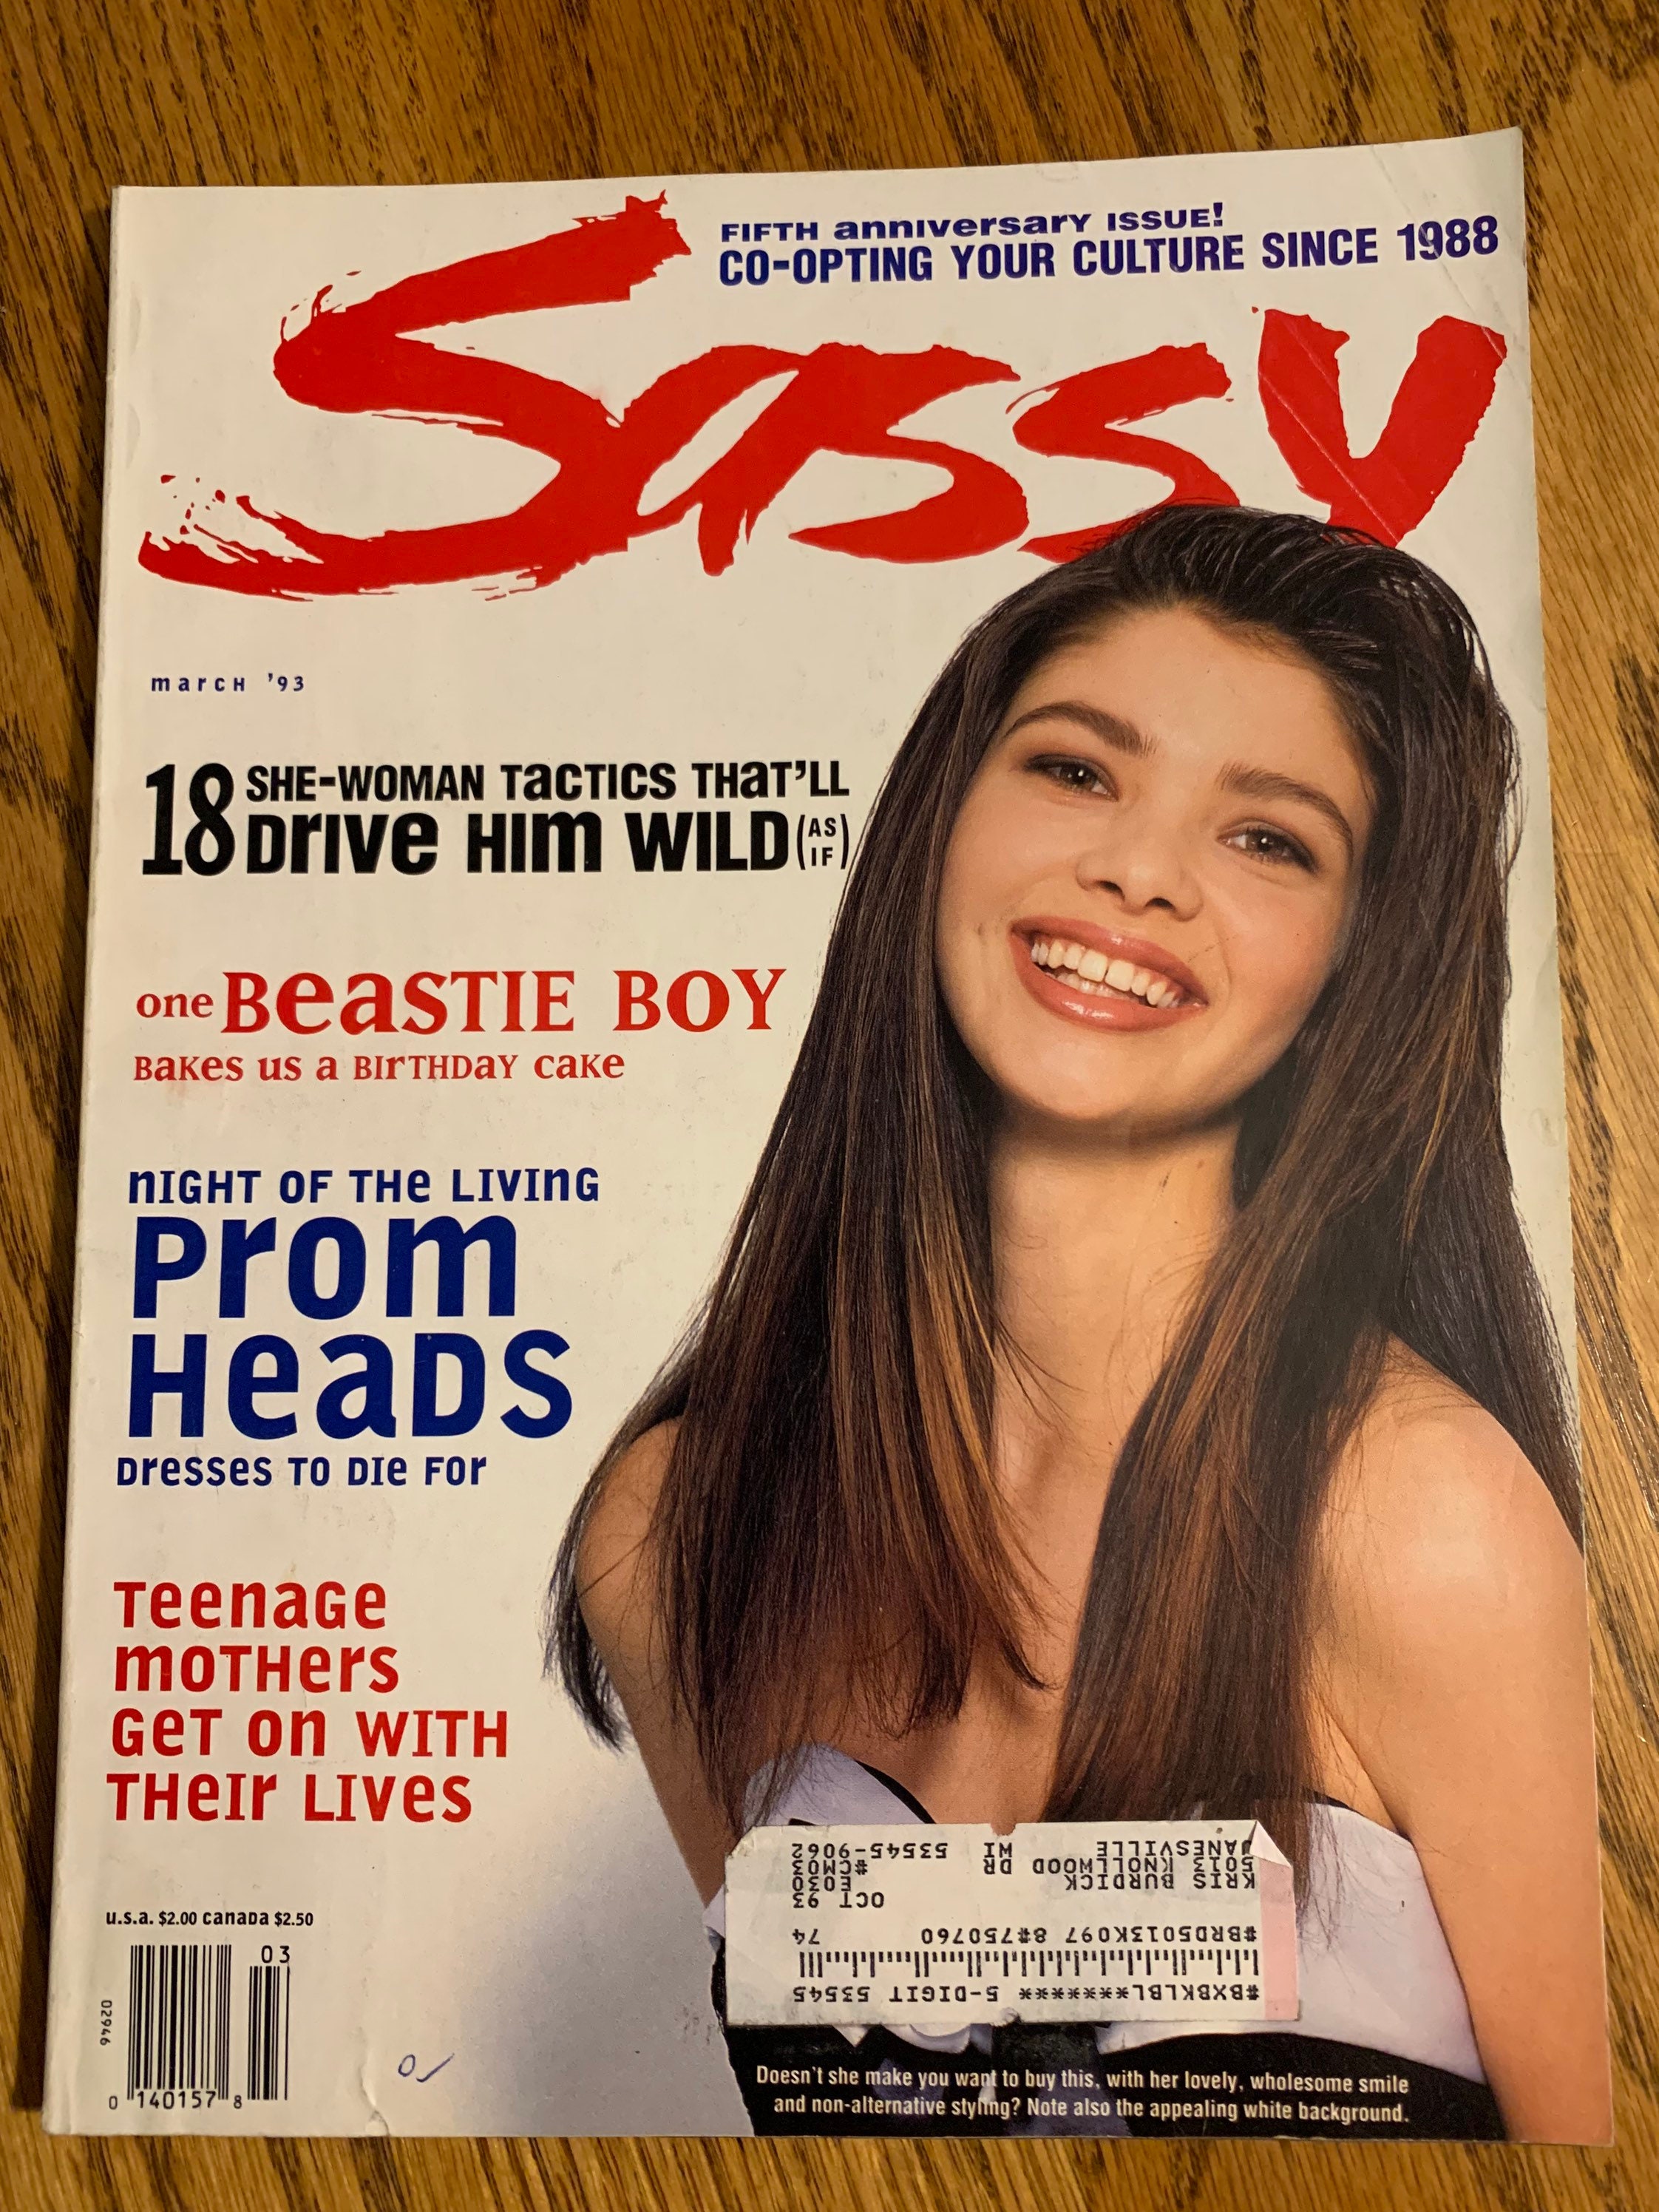 FIFTH anniversary ISSUE!
CO-OPTING YOUR CULTURE SINCE 1988
Sassy
march '93
18 SHE-WOMAN TACTICS THAT'LL
DRIVE HIM WILD (AS IF)
one BEASTIE BOY
BAKES US A BIRTHDAY CAKE
NIGHT OF THE LIVING
PROM
HEADS
DRESSES TO DIE FOR
TEENAGE
MOTHERS
GET ON WITH
THEIR LIVES
u.s.a. $2.00 canada $2.50
03
02946
0 140157 8
#BXBKLBL********** 5-DIGIT 53545
#BRD5013K097 8#750760 74
OCT 93
KRIS BURDICK E030
5013 KNOLLWOOD DR #CM03
JANESVILLE WI 53545-9062
Doesn't she make you want to buy this, with her lovely, wholesome smile
and non-alternative styling? Note also the appealing white background.